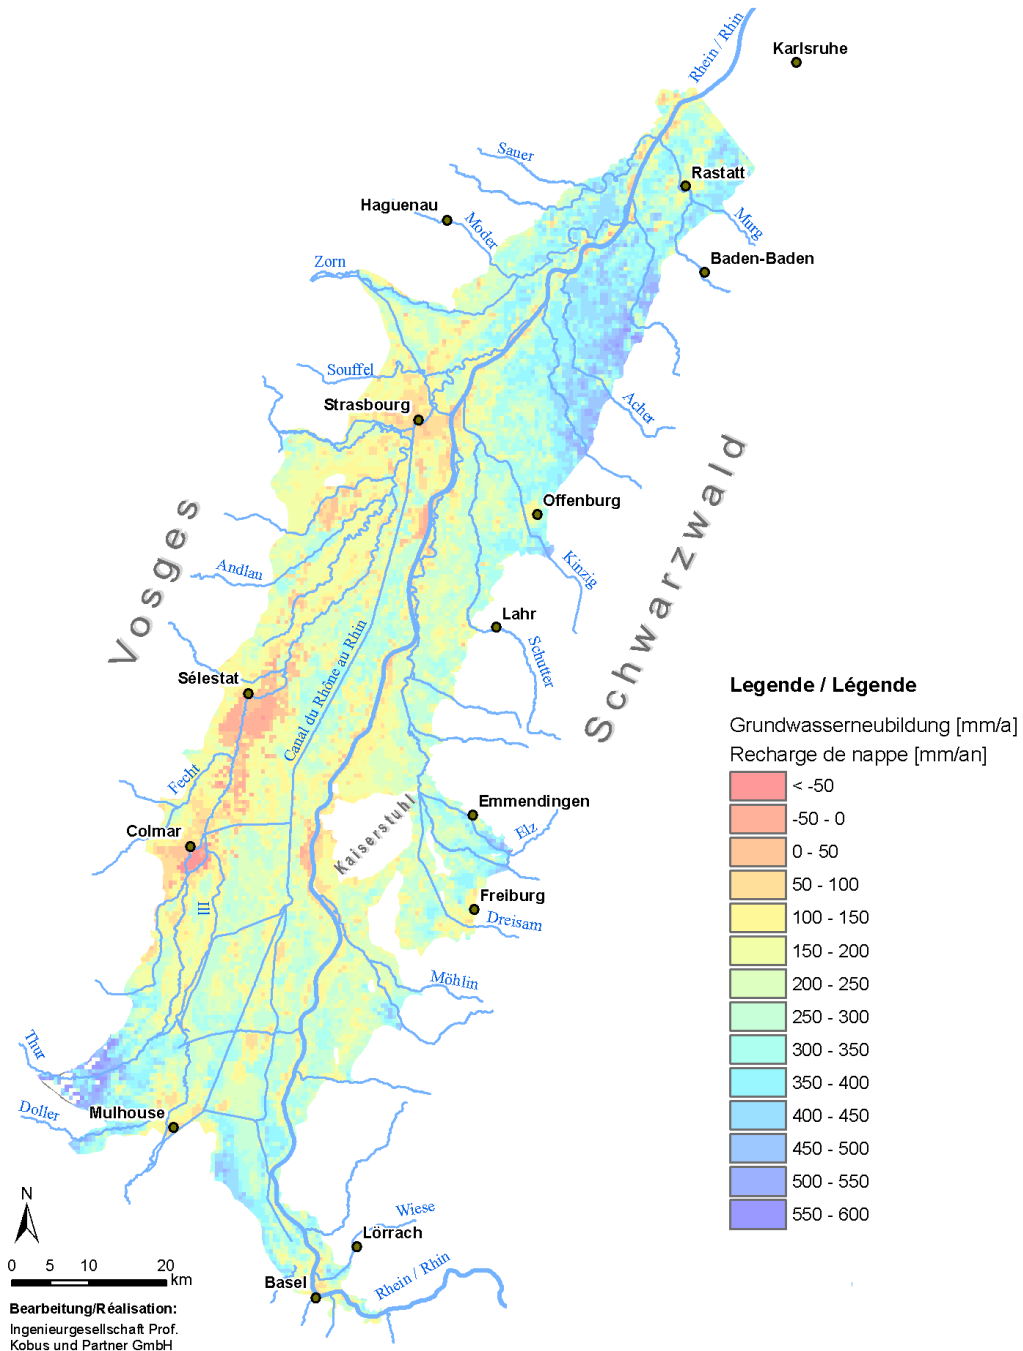 Karlsruhe
Rhein / Rhin
Sauer
Rastatt
Haguenau
Moder
Murg
Baden-Baden
Zorn
Souffel
Strasbourg
Acher
Vosges
Schwarzwald
Offenburg
Andlau
Kinzig
Lahr
Schutter
Sélestat
Canal du Rhône au Rhin
Fecht
Colmar
Kaiserstuhl
Emmendingen
Elz
Ill
Freiburg
Dreisam
Möhlin
Thur
Doller
Mulhouse
Wiese
Lörrach
Basel
Rhein / Rhin
Legende / Légende
Grundwasserneubildung [mm/a]
Recharge de nappe [mm/an]
< -50
-50 - 0
0 - 50
50 - 100
100 - 150
150 - 200
200 - 250
250 - 300
300 - 350
350 - 400
400 - 450
450 - 500
500 - 550
550 - 600
N
0 5 10 20
km
Bearbeitung/Réalisation:
Ingenieurgesellschaft Prof.
Kobus und Partner GmbH